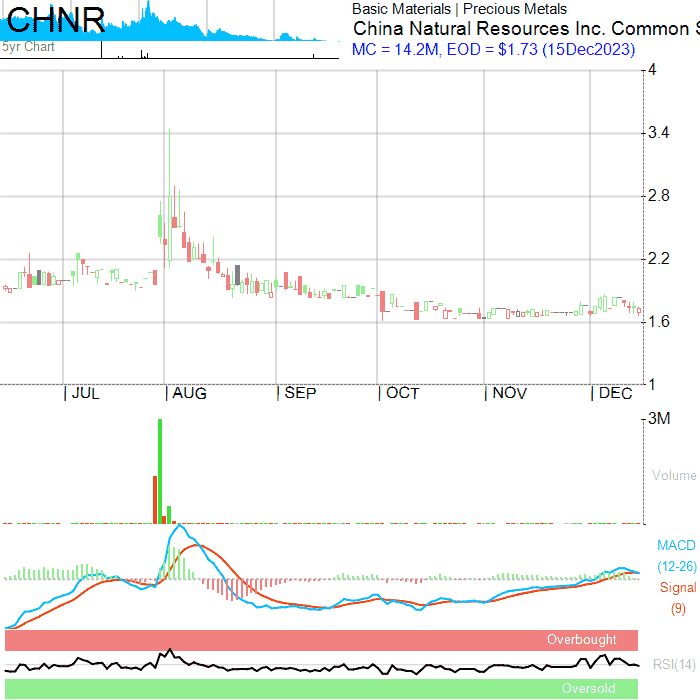 CHNR
5yr Chart
Basic Materials | Precious Metals
China Natural Resources Inc. Common S
MC = 14.2M, EOD = $1.73 (15Dec2023)
4
3.4
2.8
2.2
1.6
1
JUL
AUG
SEP
OCT
NOV
DEC
3M
Volume
MACD
(12-26)
Signal
(9)
Overbought
RSI(14)
Oversold